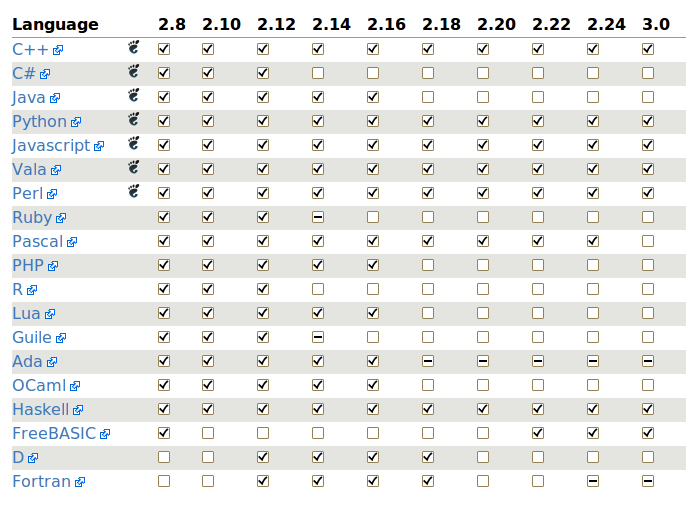 Language 2.8 2.10 2.12 2.14 2.16 2.18 2.20 2.22 2.24 3.0
C++
C#
Java
Python
Javascript
Vala
Perl
Ruby
Pascal
PHP
R
Lua
Guile
Ada
OCaml
Haskell
FreeBASIC
D
Fortran